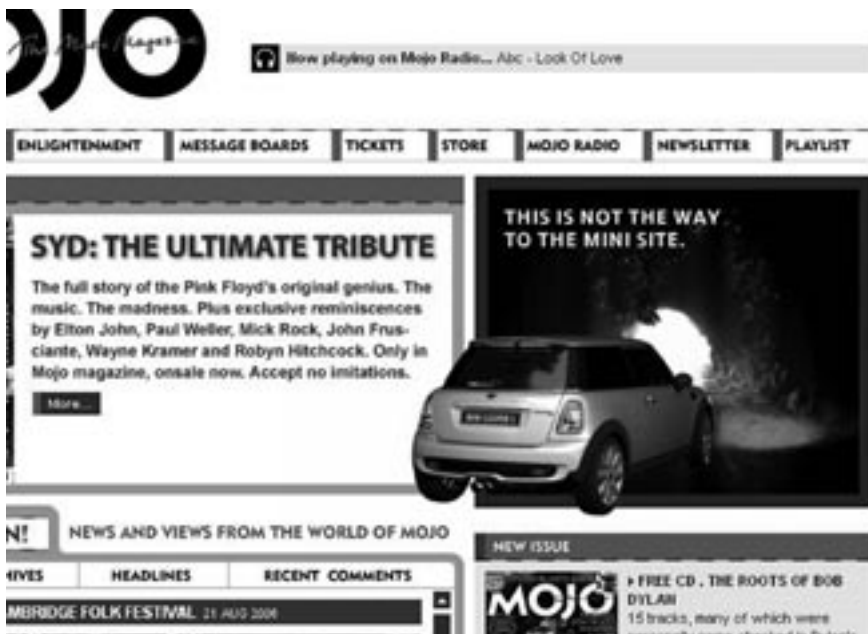 OJO
The Music Magazine
Now playing on Mojo Radio... Abc - Look Of Love
ENLIGHTENMENT MESSAGE BOARDS TICKETS STORE MOJO RADIO NEWSLETTER PLAYLIST
SYD: THE ULTIMATE TRIBUTE
The full story of the Pink Floyd's original genius. The
music. The madness. Plus exclusive reminiscences
by Elton John, Paul Weller, Mick Rock, John Frus-
ciante, Wayne Kramer and Robyn Hitchcock. Only in
Mojo magazine, onsale now. Accept no imitations.
More...
THIS IS NOT THE WAY
TO THE MINI SITE.
N! NEWS AND VIEWS FROM THE WORLD OF MOJO
HIVES HEADLINES RECENT COMMENTS
MBRIDGE FOLK FESTIVAL 21 AUG 2006
NEW ISSUE
MOJO
FREE CD . THE ROOTS OF BOB
DYLAN
15 tracks, many of which were